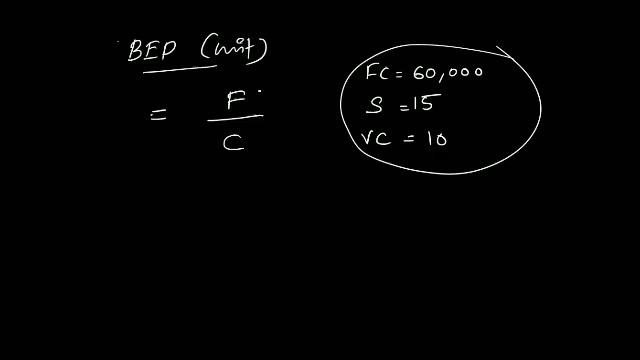 BEP (unit)
= F
C
FC = 60,000
S = 15
VC = 10